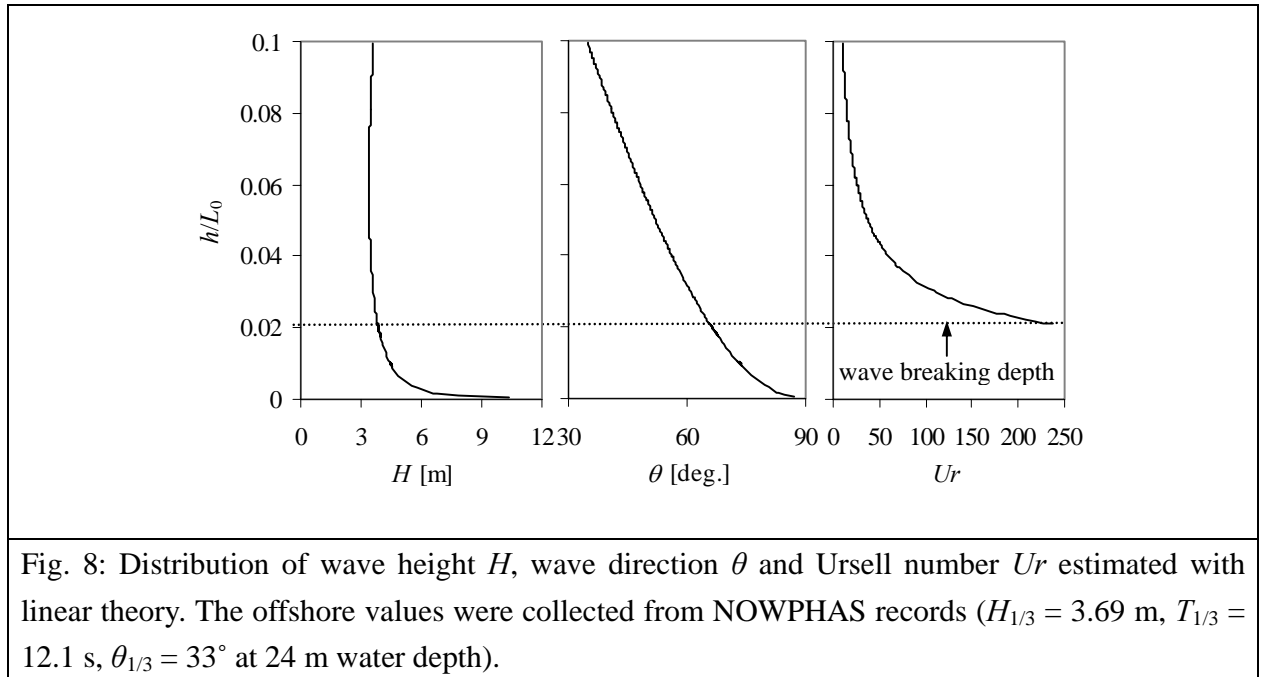 0.1
0.08
0.06
0.04
0.02
0
h/L₀
0 3 6 9 12 30 60 90 0 50 100 150 200 250
H [m] θ [deg.] Ur
wave breaking depth
Fig. 8: Distribution of wave height H, wave direction θ and Ursell number Ur estimated with
linear theory. The offshore values were collected from NOWPHAS records (H1/3 = 3.69 m, T1/3 =
12.1 s, θ1/3 = 33˚ at 24 m water depth).